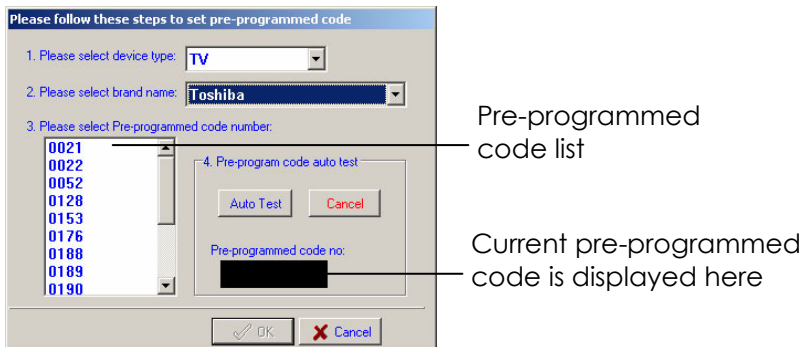 Please follow these steps to set pre-programmed code
1. Please select device type:
TV
2. Please select brand name:
Toshiba
3. Please select Pre-programmed code number:
0021
0022
0052
0128
0153
0176
0188
0189
0190
4. Pre-program code auto test
Auto Test
Cancel
Pre-programmed code no:
OK
Cancel
Pre-programmed
code list
Current pre-programmed
code is displayed here